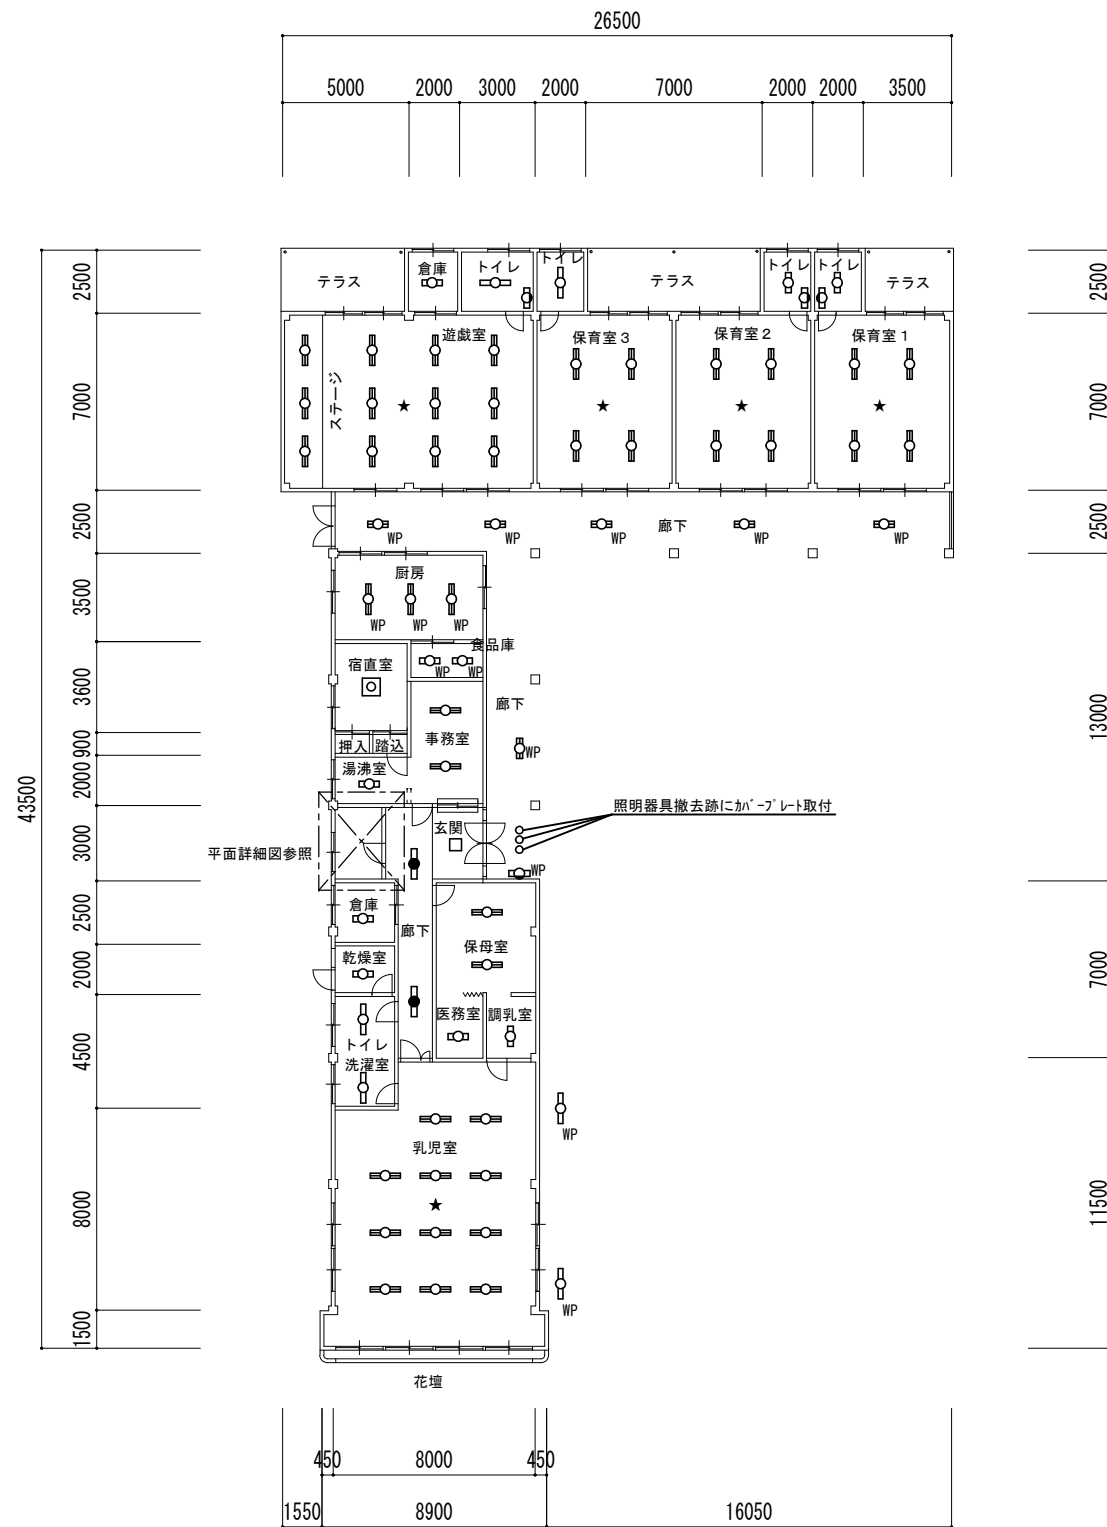 26500
5000 2000 3000 2000 7000 2000 2000 3500
テラス 倉庫 トイレ トイレ テラス トイレ トイレ テラス
2500 2500
遊戯室 保育室3 保育室2 保育室1
ステージ
★ ★ ★ ★
7000 7000
廊下
WP WP WP WP WP
2500 2500
厨房
WP WP WP
3500
食品庫
WP WP
宿直室
3600
廊下
事務室
WP
押入 踏込
900
湯沸室
2000
13000
43500
照明器具撤去跡にカバープレート取付
玄関
平面詳細図参照
3000
WP
倉庫
2500
廊下
保母室
乾燥室
2000
7000
医務室 調乳室
トイレ
洗濯室
4500
WP
乳児室
★
8000
11500
WP
1500
花壇
450 8000 450
1550 8900 16050